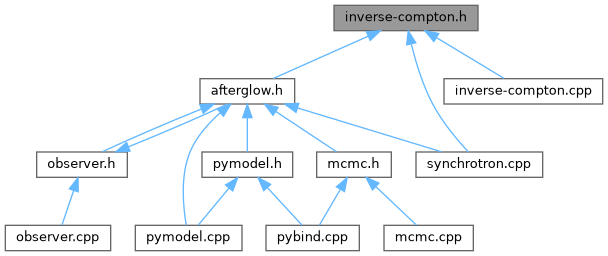 inverse-compton.h
afterglow.h
inverse-compton.cpp
observer.h
pymodel.h
mcmc.h
synchrotron.cpp
observer.cpp
pymodel.cpp
pybind.cpp
mcmc.cpp